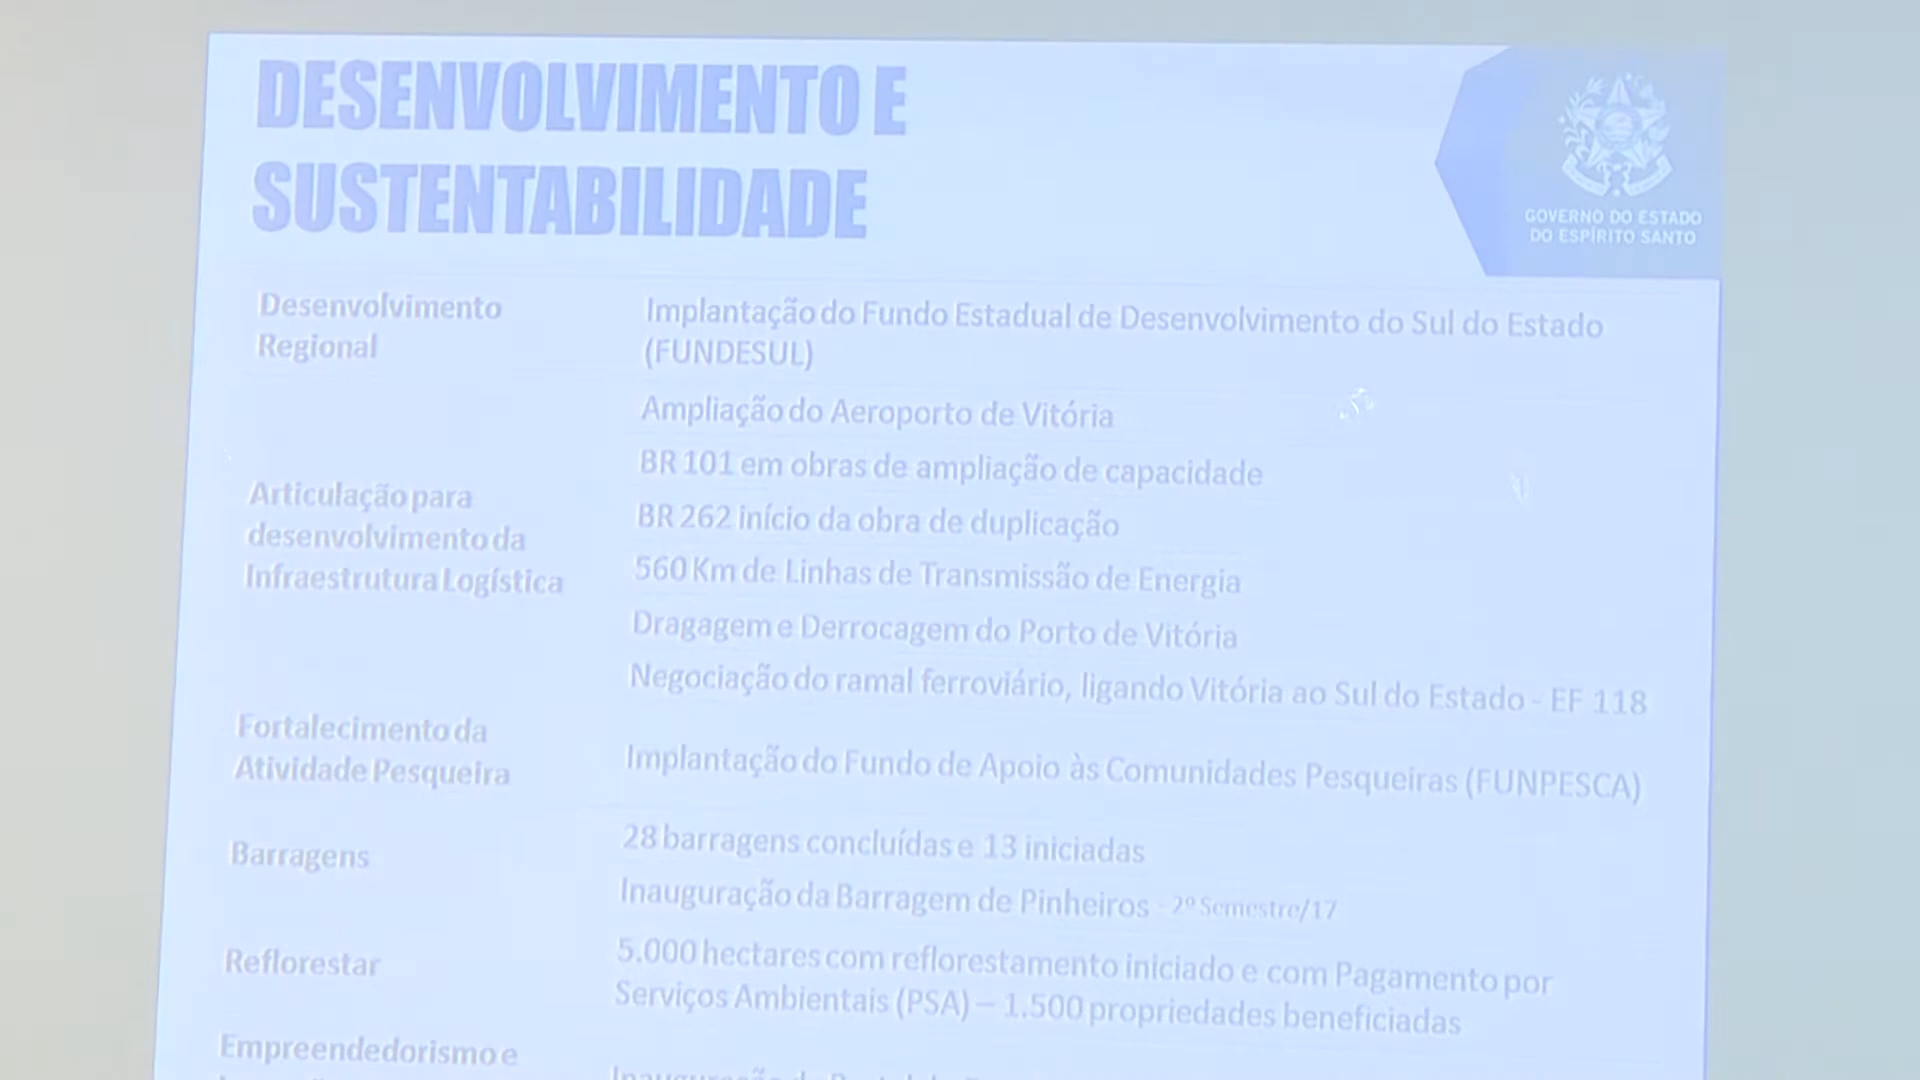 DESENVOLVIMENTO E
SUSTENTABILIDADE
GOVERNO DO ESTADO
DO ESPÍRITO SANTO
Desenvolvimento
Regional
Implantação do Fundo Estadual de Desenvolvimento do Sul do Estado
(FUNDESUL)
Articulação para
desenvolvimento da
Infraestrutura Logística
Ampliação do Aeroporto de Vitória
BR 101 em obras de ampliação de capacidade
BR 262 início da obra de duplicação
560 Km de Linhas de Transmissão de Energia
Dragagem e Derrocagem do Porto de Vitória
Negociação do ramal ferroviário, ligando Vitória ao Sul do Estado - EF 118
Fortalecimento da
Atividade Pesqueira
Implantação do Fundo de Apoio às Comunidades Pesqueiras (FUNPESCA)
Barragens
28 barragens concluídas e 13 iniciadas
Inauguração da Barragem de Pinheiros - 2º Semestre/17
Reflorestar
5.000 hectares com reflorestamento iniciado e com Pagamento por
Serviços Ambientais (PSA) – 1.500 propriedades beneficiadas
Empreendedorismo e